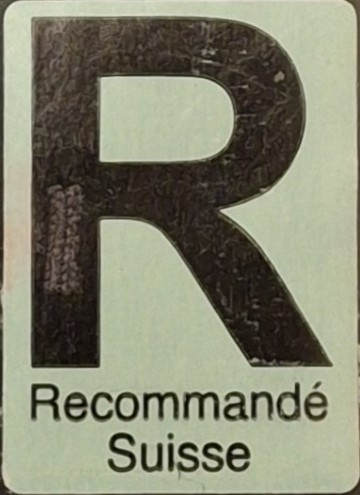 R
Recommandé
Suisse